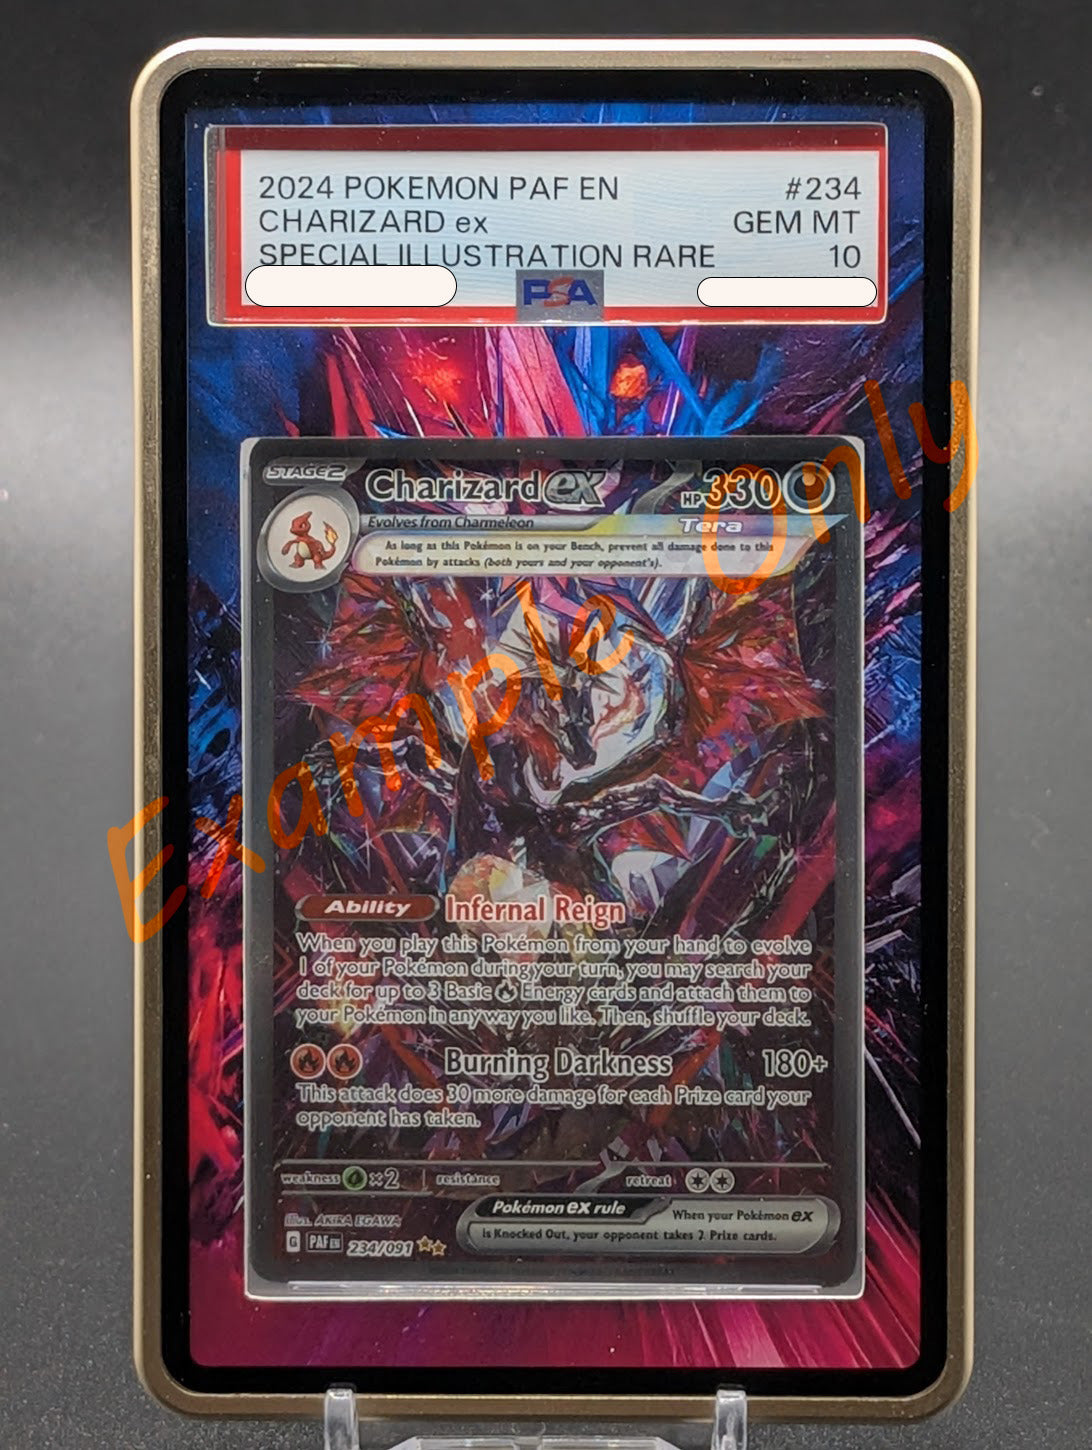 2024 POKEMON PAF EN #234
CHARIZARD ex GEM MT
SPECIAL ILLUSTRATION RARE 10
PSA
STAGE2 Charizard ex HP 330
Evolves from Charmeleon Tera
As long as this Pokémon is on your Bench, prevent all damage done to this
Pokémon by attacks (both yours and your opponent's).
Example Only
Ability Infernal Reign
When you play this Pokémon from your hand to evolve
1 of your Pokémon during your turn, you may search your
deck for up to 3 Basic Energy cards and attach them to
your Pokémon in any way you like. Then, shuffle your deck.
Burning Darkness 180+
This attack does 30 more damage for each Prize card your
opponent has taken.
weakness ×2 resistance retreat
Pokémon ex rule When your Pokémon ex
is Knocked Out, your opponent takes 2 Prize cards.
Illus. AKIRA EGAWA
G PAF EN 234/091